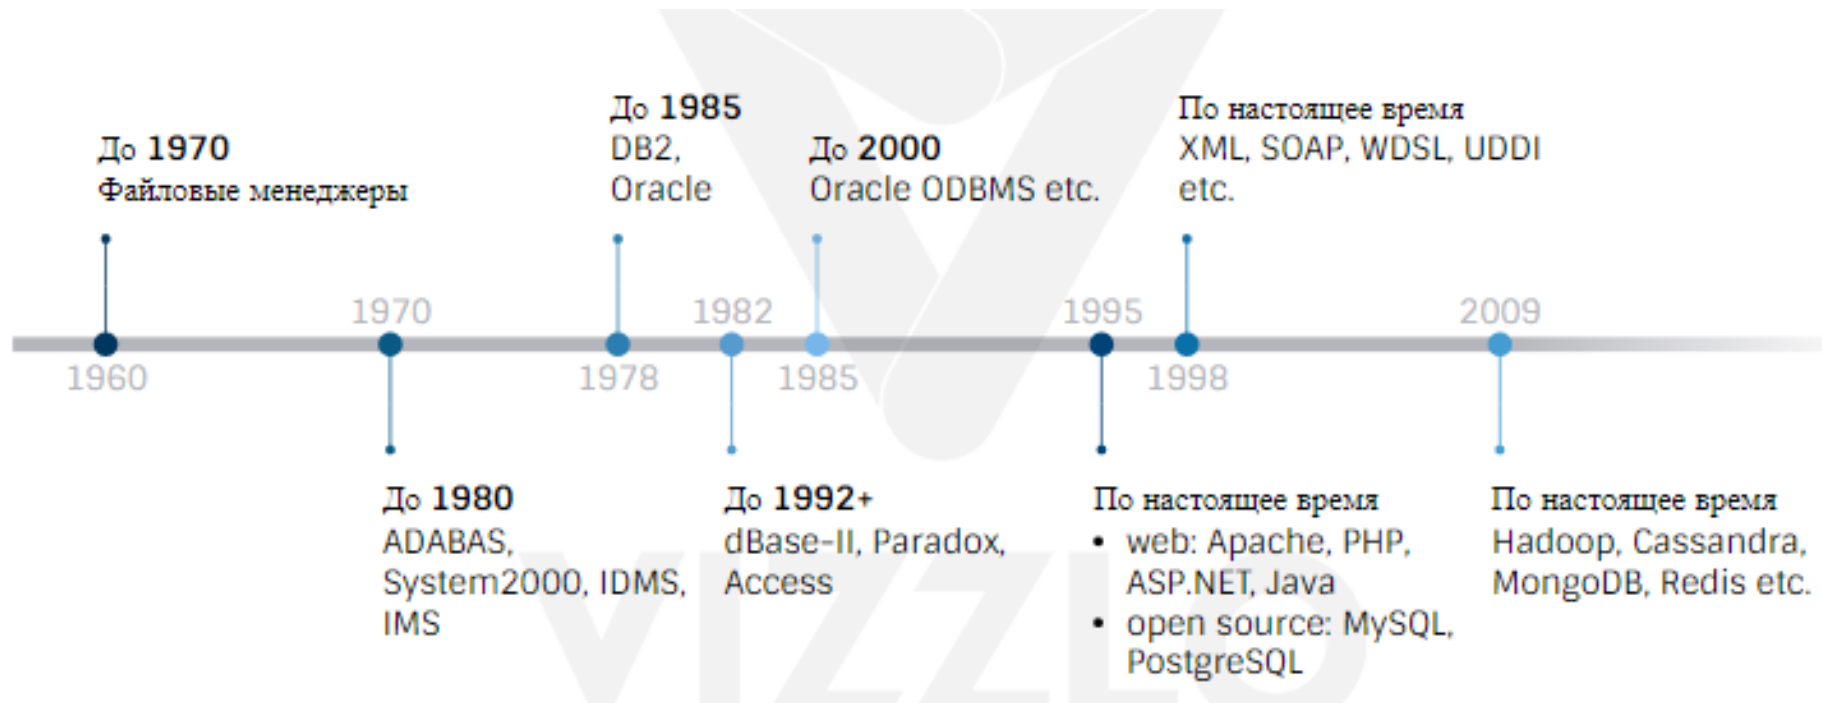 До 1970
Файловые менеджеры
До 1985
DB2,
Oracle
До 2000
Oracle ODBMS etc.
По настоящее время
XML, SOAP, WDSL, UDDI
etc.
1970
1982
1995
2009
1960
1978
1985
1998
До 1980
ADABAS,
System2000, IDMS,
IMS
До 1992+
dBase-II, Paradox,
Access
По настоящее время
• web: Apache, PHP,
ASP.NET, Java
• open source: MySQL,
PostgreSQL
По настоящее время
Hadoop, Cassandra,
MongoDB, Redis etc.
VIZZLO